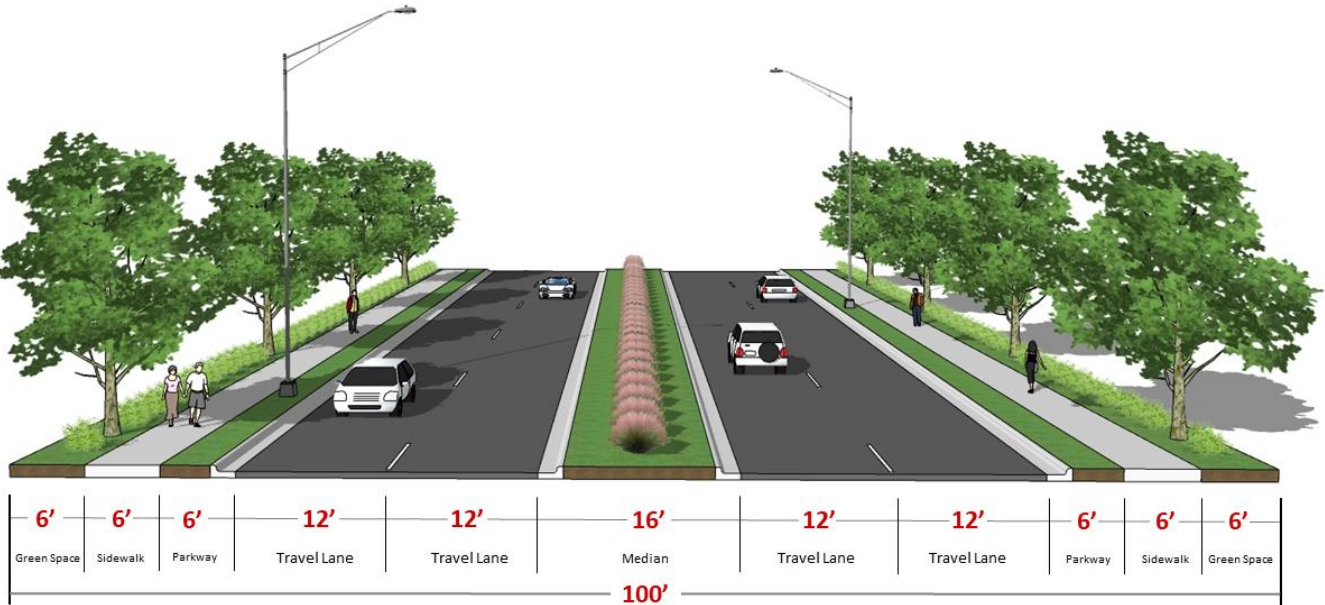 6’ 6’ 6’ 12’ 12’ 16’ 12’ 12’ 6’ 6’ 6’
Green Space Sidewalk Parkway Travel Lane Travel Lane Median Travel Lane Travel Lane Parkway Sidewalk Green Space
100’